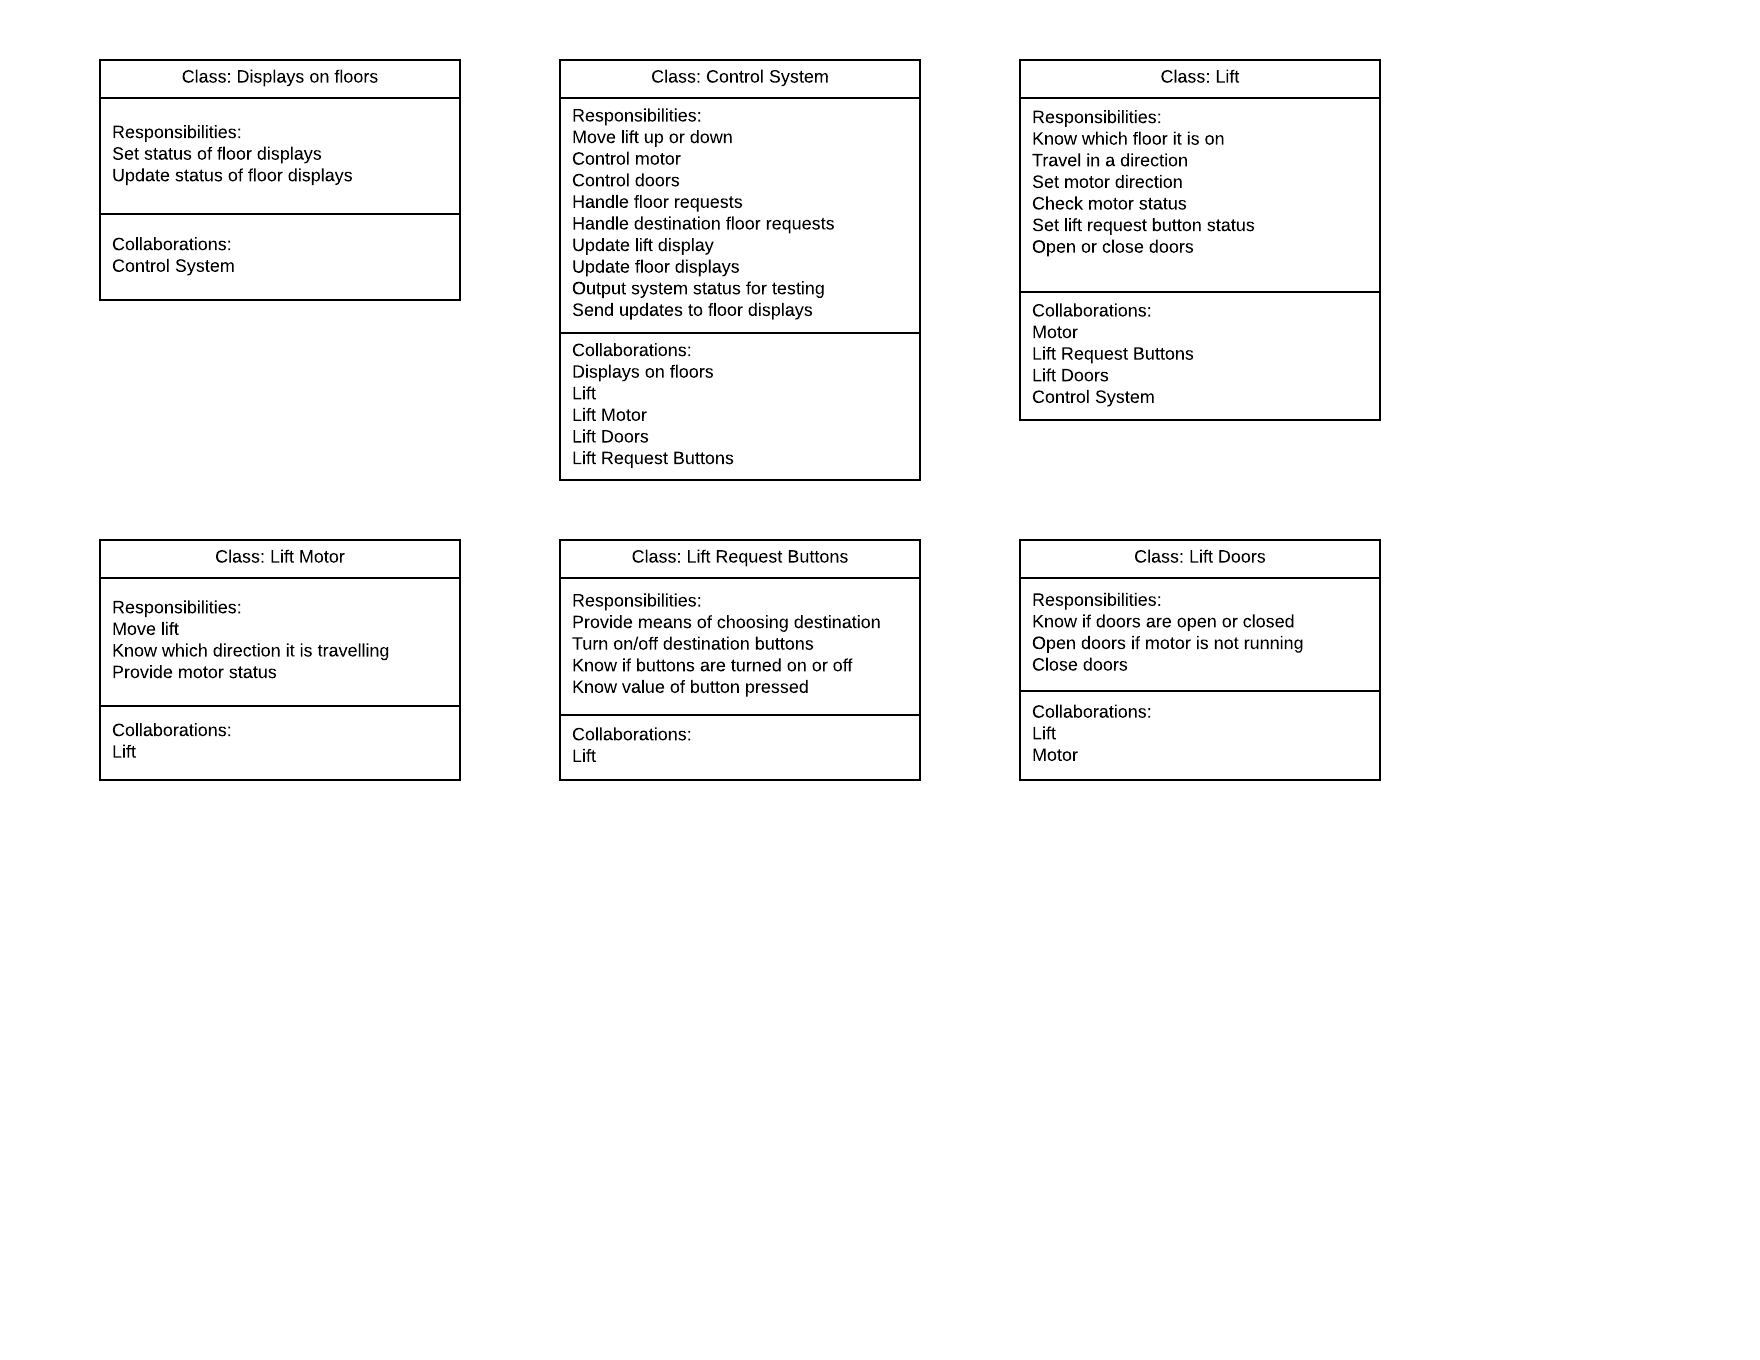 Class: Displays on floors
Responsibilities:
Set status of floor displays
Update status of floor displays
Collaborations:
Control System
Class: Control System
Responsibilities:
Move lift up or down
Control motor
Control doors
Handle floor requests
Handle destination floor requests
Update lift display
Update floor displays
Output system status for testing
Send updates to floor displays
Collaborations:
Displays on floors
Lift
Lift Motor
Lift Doors
Lift Request Buttons
Class: Lift
Responsibilities:
Know which floor it is on
Travel in a direction
Set motor direction
Check motor status
Set lift request button status
Open or close doors
Collaborations:
Motor
Lift Request Buttons
Lift Doors
Control System
Class: Lift Motor
Responsibilities:
Move lift
Know which direction it is travelling
Provide motor status
Collaborations:
Lift
Class: Lift Request Buttons
Responsibilities:
Provide means of choosing destination
Turn on/off destination buttons
Know if buttons are turned on or off
Know value of button pressed
Collaborations:
Lift
Class: Lift Doors
Responsibilities:
Know if doors are open or closed
Open doors if motor is not running
Close doors
Collaborations:
Lift
Motor